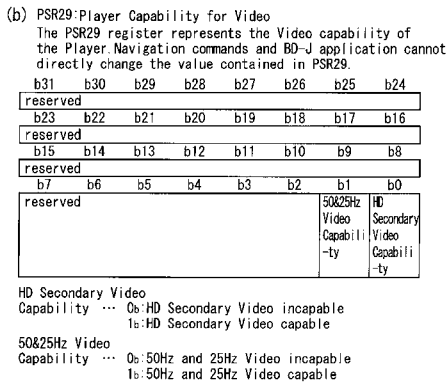 (b) PSR29:Player Capability for Video
The PSR29 register represents the Video capability of
the Player.Navigation commands and BD-J application cannot
directly change the value contained in PSR29.
b31 b30 b29 b28 b27 b26 b25 b24
reserved
b23 b22 b21 b20 b19 b18 b17 b16
reserved
b15 b14 b13 b12 b11 b10 b9 b8
reserved
b7 b6 b5 b4 b3 b2 b1 b0
reserved 50&25Hz HD
Video Secondary
Capabili Video
-ty Capabili
-ty
HD Secondary Video
Capability ··· 0b:HD Secondary Video incapable
1b:HD Secondary Video capable
50&25Hz Video
Capability ··· 0b:50Hz and 25Hz Video incapable
1b:50Hz and 25Hz Video capable